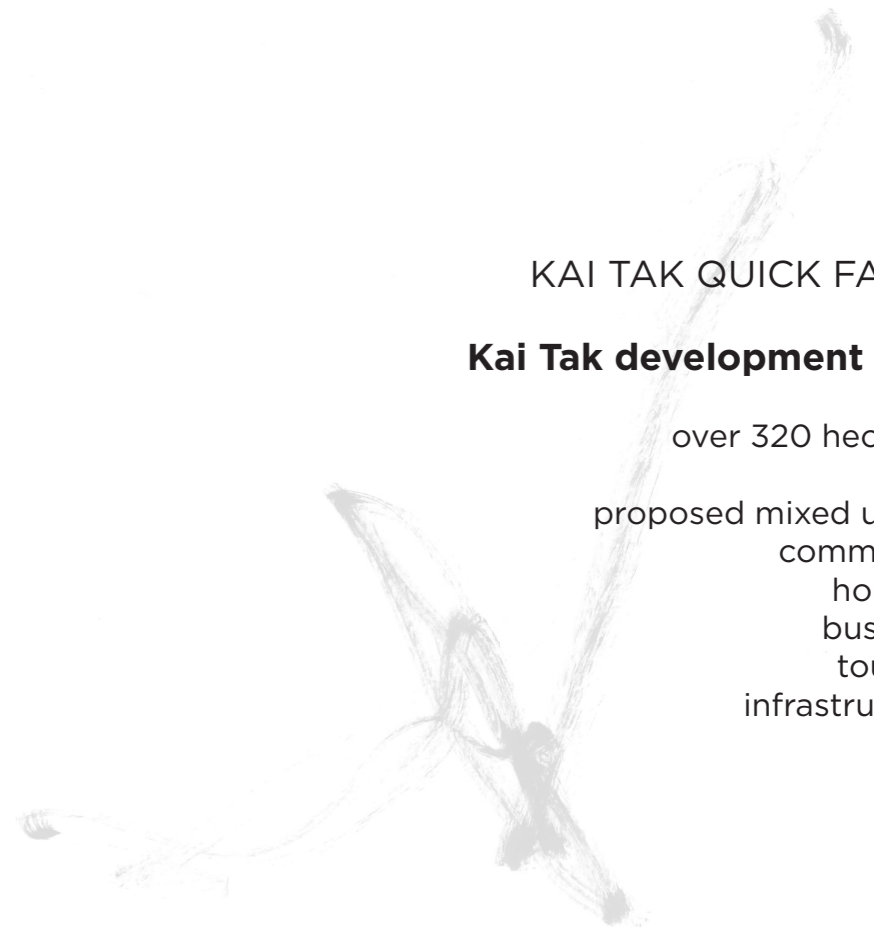 KAI TAK QUICK FA
Kai Tak development
over 320 hec
proposed mixed u
comm
ho
bus
tou
infrastru